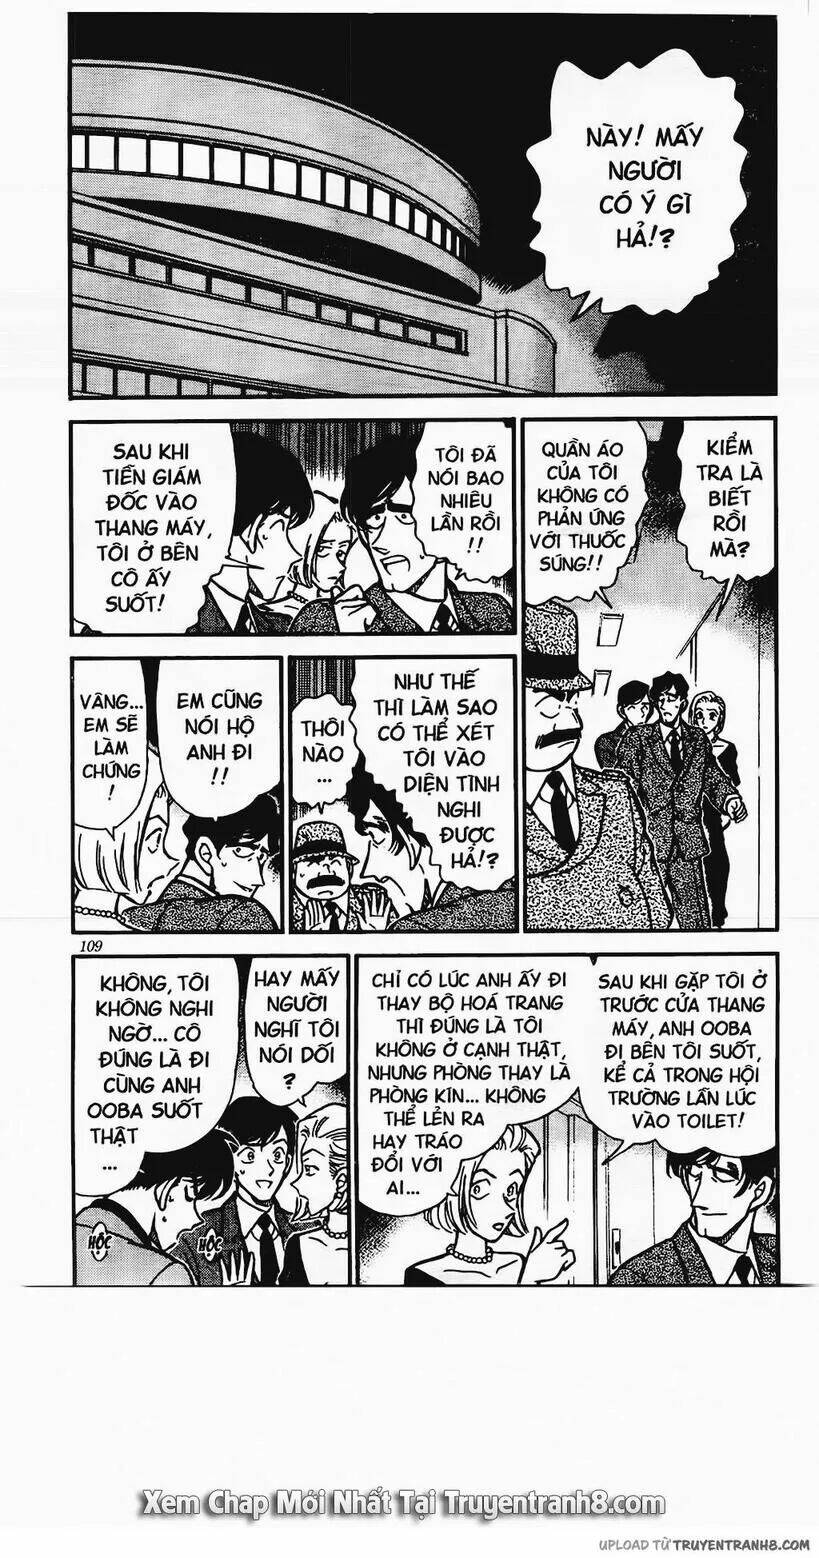 NÀY! MẤY
NGƯỜI
CÓ Ý GÌ
HẢ!?
KIỂM
TRA LÀ
BIẾT
RỒI
MÀ?
QUẦN ÁO
CỦA TÔI
KHÔNG CÓ
PHẢN ỨNG
VỚI THUỐC
SÚNG!!
TÔI ĐÃ
NÓI BAO
NHIÊU
LẦN RỒI
!!
SAU KHI
TIỄN GIÁM
ĐỐC VÀO
THANG MÁY,
TÔI Ở BÊN
CÔ ẤY
SUỐT!
NHƯ THẾ
THÌ LÀM SAO
CÓ THỂ XÉT
TÔI VÀO
DIỆN TÌNH
NGHI
ĐƯỢC
HẢ!?
THÔI
NÀO
...
EM CŨNG
NÓI HỘ
ANH ĐI
!!
VÂNG...
EM SẼ
LÀM
CHỨNG
!
109
SAU KHI GẶP TÔI Ở
TRƯỚC CỬA THANG
MÁY, ANH OOBA
ĐI BÊN TÔI SUỐT,
KỂ CẢ TRONG HỘI
TRƯỜNG LẪN LÚC
VÀO TOILET!
CHỈ CÓ LÚC ANH ẤY ĐI
THAY BỘ HOÁ TRANG
THÌ ĐÚNG LÀ TÔI
KHÔNG Ở CẠNH THẬT,
NHƯNG PHÒNG THAY LÀ
PHÒNG KÍN... KHÔNG
THỂ LẺN RA
HAY TRÁO
ĐỔI VỚI
AI...
HAY MẤY
NGƯỜI
NGHĨ TÔI
NÓI DỐI
?
KHÔNG, TÔI
KHÔNG NGHI
NGỜ... CÔ
ĐÚNG LÀ ĐI
CÙNG ANH
OOBA SUỐT
THẬT
...
HỘC
HỘC
Xem Chap Mới Nhất Tại Truyentranh8.com
UPLOAD TỪ TRUYENTRANH8.COM